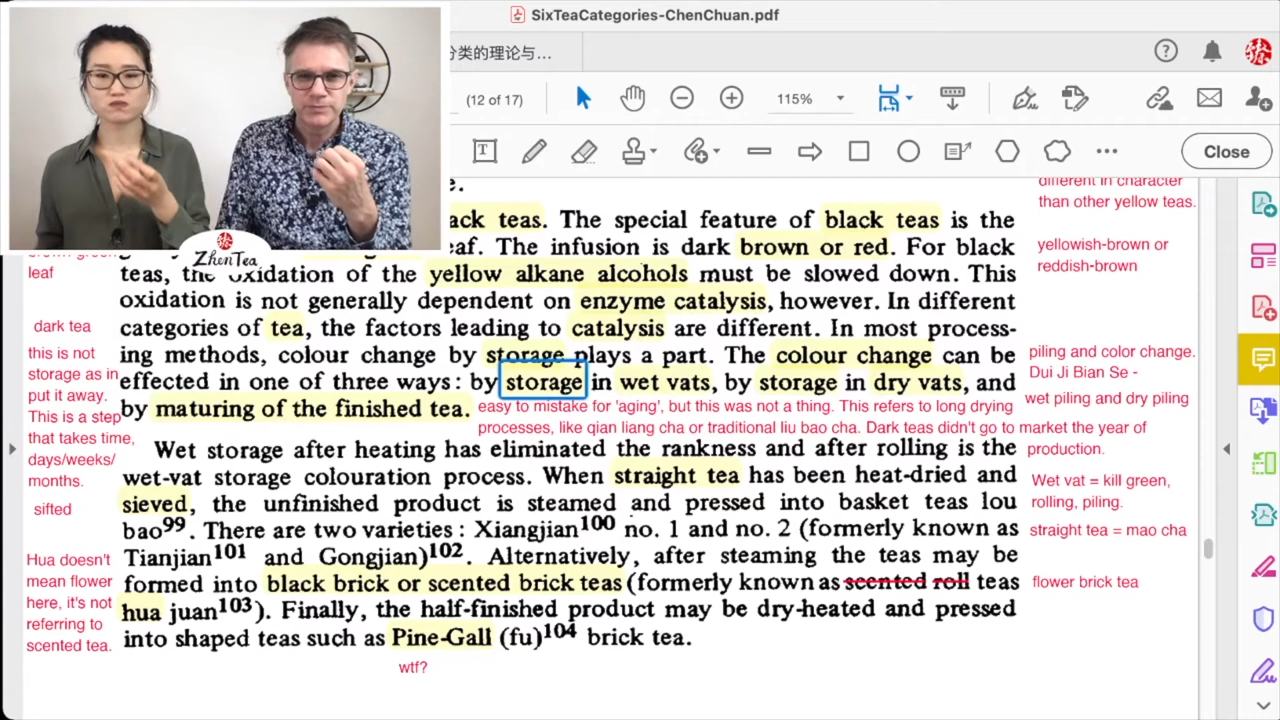 SixTeaCategories-ChenChuan.pdf
分类的理论与...
(12 of 17)
115%
Close
ZhenTea
different in character
than other yellow teas.
yellowish-brown or
reddish-brown
leaf
dark tea
this is not
storage as in
put it away.
This is a step
that takes time,
days/weeks/
months.
sifted
Hua doesn't
mean flower
here, it's not
referring to
scented tea.
ack teas. The special feature of black teas is the
eaf. The infusion is dark brown or red. For black
teas, the oxidation of the yellow alkane alcohols must be slowed down. This
oxidation is not generally dependent on enzyme catalysis, however. In different
categories of tea, the factors leading to catalysis are different. In most process-
ing methods, colour change by storage plays a part. The colour change can be
effected in one of three ways: by storage in wet vats, by storage in dry vats, and
by maturing of the finished tea.
easy to mistake for 'aging', but this was not a thing. This refers to long drying
processes, like qian liang cha or traditional liu bao cha. Dark teas didn't go to market the year of
production.
piling and color change.
Dui Ji Bian Se -
wet piling and dry piling
Wet storage after heating has eliminated the rankness and after rolling is the
wet-vat storage colouration process. When straight tea has been heat-dried and
sieved, the unfinished product is steamed and pressed into basket teas lou
bao99. There are two varieties: Xiangjian100 no. 1 and no. 2 (formerly known as
Tianjian101 and Gongjian)102. Alternatively, after steaming the teas may be
formed into black brick or scented brick teas (formerly known as scented roll teas
hua juan103). Finally, the half-finished product may be dry-heated and pressed
into shaped teas such as Pine-Gall (fu)104 brick tea.
Wet vat = kill green,
rolling, piling.
straight tea = mao cha
flower brick tea
wtf?